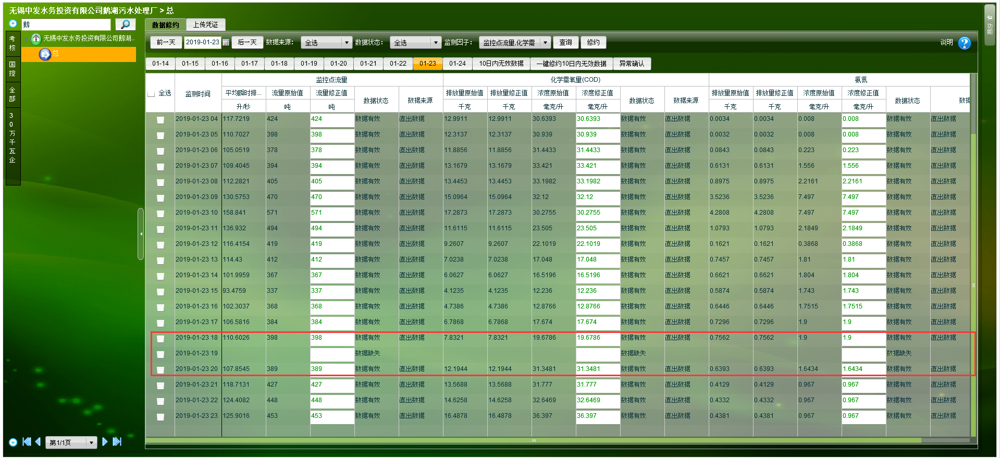 无锡中发水务投资有限公司鹅湖污水处理厂 > 总
鹅
考核
国控
全部
30万千瓦企
无锡中发水务投资有限公司鹅湖..
总
数据修约 上传凭证
前一天 2019-01-23 后一天 数据来源: 全选 数据状态: 全选 监测因子: 监控点流量,化学需 查询 修约 说明
功能
01-14 01-15 01-16 01-17 01-18 01-19 01-20 01-21 01-22 01-23 01-24 10日内无效数据 一键修约10日内无效数据 异常确认
监控点流量 化学需氧量(COD) 氨氮
全选 监测时间 平均瞬时排... 流量原始值 流量修正值 数据状态 数据来源 排放量原始值 排放量修正值 浓度原始值 浓度修正值 数据状态 数据来源 排放量原始值 排放量修正值 浓度原始值 浓度修正值 数据状态 数据
升/秒 吨 吨 千克 千克 毫克/升 毫克/升 千克 千克 毫克/升 毫克/升
2019-01-23 04 117.7219 424 424 数据有效 直出数据 12.9911 12.9911 30.6393 30.6393 数据有效 直出数据 0.0034 0.0034 0.008 0.008 数据有效 直出数据
2019-01-23 05 110.7027 398 398 数据有效 直出数据 12.3137 12.3137 30.939 30.939 数据有效 直出数据 0.0032 0.0032 0.008 0.008 数据有效 直出数据
2019-01-23 06 105.0519 378 378 数据有效 直出数据 11.8856 11.8856 31.4433 31.4433 数据有效 直出数据 0.0843 0.0843 0.223 0.223 数据有效 直出数据
2019-01-23 07 109.4045 394 394 数据有效 直出数据 13.1679 13.1679 33.421 33.421 数据有效 直出数据 0.6131 0.6131 1.556 1.556 数据有效 直出数据
2019-01-23 08 112.2821 405 405 数据有效 直出数据 13.4453 13.4453 33.1982 33.1982 数据有效 直出数据 0.8975 0.8975 2.2161 2.2161 数据有效 直出数据
2019-01-23 09 130.5753 470 470 数据有效 直出数据 15.0964 15.0964 32.12 32.12 数据有效 直出数据 3.5236 3.5236 7.497 7.497 数据有效 直出数据
2019-01-23 10 158.841 571 571 数据有效 直出数据 17.2873 17.2873 30.2755 30.2755 数据有效 直出数据 4.2808 4.2808 7.497 7.497 数据有效 直出数据
2019-01-23 11 136.932 494 494 数据有效 直出数据 11.6115 11.6115 23.505 23.505 数据有效 直出数据 1.0793 1.0793 2.1849 2.1849 数据有效 直出数据
2019-01-23 12 116.4154 419 419 数据有效 直出数据 9.2607 9.2607 22.1019 22.1019 数据有效 直出数据 0.1621 0.1621 0.3868 0.3868 数据有效 直出数据
2019-01-23 13 114.43 412 412 数据有效 直出数据 7.0238 7.0238 17.048 17.048 数据有效 直出数据 0.7457 0.7457 1.81 1.81 数据有效 直出数据
2019-01-23 14 101.9959 367 367 数据有效 直出数据 6.0627 6.0627 16.5196 16.5196 数据有效 直出数据 0.6621 0.6621 1.804 1.804 数据有效 直出数据
2019-01-23 15 93.4759 337 337 数据有效 直出数据 4.1235 4.1235 12.236 12.236 数据有效 直出数据 0.5874 0.5874 1.743 1.743 数据有效 直出数据
2019-01-23 16 102.3037 368 368 数据有效 直出数据 4.7386 4.7386 12.8766 12.8766 数据有效 直出数据 0.6446 0.6446 1.7515 1.7515 数据有效 直出数据
2019-01-23 17 106.5816 384 384 数据有效 直出数据 6.7868 6.7868 17.674 17.674 数据有效 直出数据 0.7296 0.7296 1.9 1.9 数据有效 直出数据
2019-01-23 18 110.6026 398 398 数据有效 直出数据 7.8321 7.8321 19.6786 19.6786 数据有效 直出数据 0.7562 0.7562 1.9 1.9 数据有效 直出数据
2019-01-23 19 数据缺失 数据缺失 数据缺失
2019-01-23 20 107.8545 389 389 数据有效 直出数据 12.1944 12.1944 31.3481 31.3481 数据有效 直出数据 0.6393 0.6393 1.6434 1.6434 数据有效 直出数据
2019-01-23 21 118.7131 427 427 数据有效 直出数据 13.5688 13.5688 31.777 31.777 数据有效 直出数据 0.4129 0.4129 0.967 0.967 数据有效 直出数据
2019-01-23 22 124.4082 448 448 数据有效 直出数据 14.6258 14.6258 32.6469 32.6469 数据有效 直出数据 0.4332 0.4332 0.967 0.967 数据有效 直出数据
2019-01-23 23 125.9016 453 453 数据有效 直出数据 16.4878 16.4878 36.397 36.397 数据有效 直出数据 0.4381 0.4381 0.967 0.967 数据有效 直出数据
第1/1页